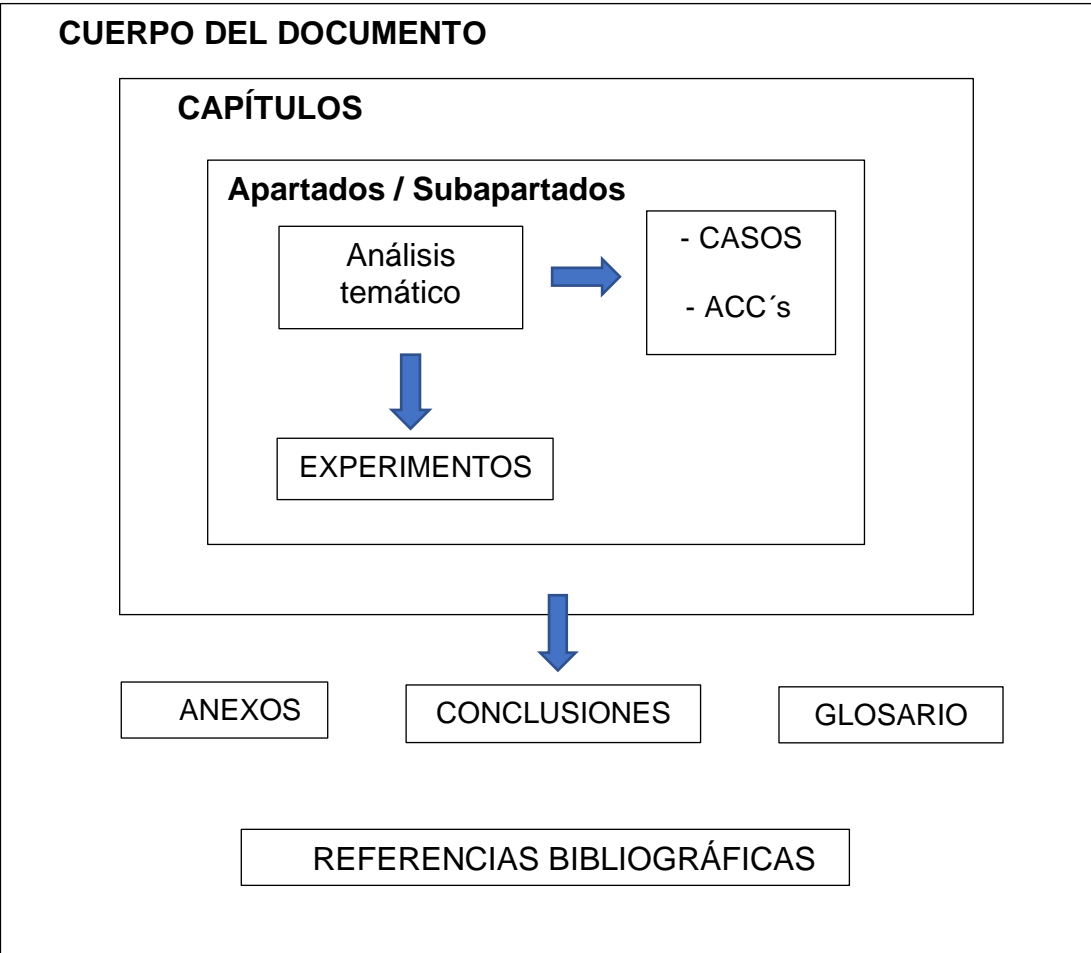 CUERPO DEL DOCUMENTO
CAPÍTULOS
Apartados / Subapartados
Análisis
temático
- CASOS
- ACC´s
EXPERIMENTOS
ANEXOS
CONCLUSIONES
GLOSARIO
REFERENCIAS BIBLIOGRÁFICAS